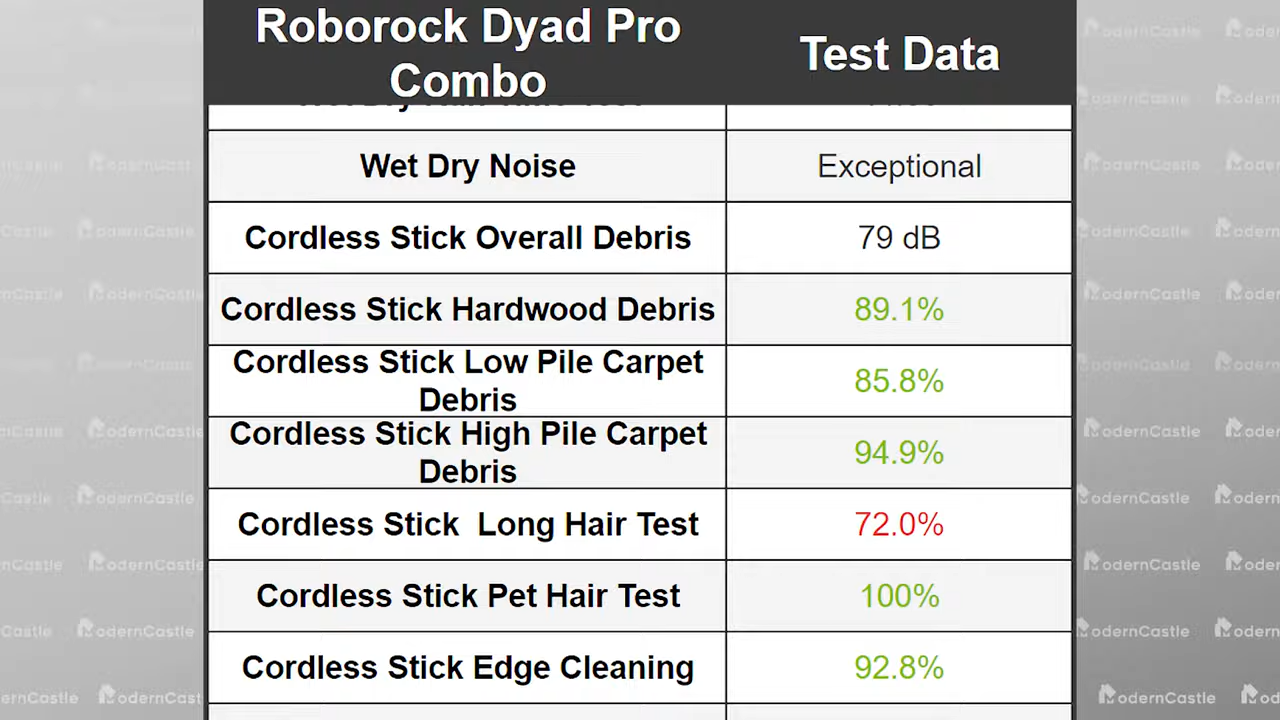 Roborock Dyad Pro
Combo
Test Data
Wet Dry Noise
Exceptional
Cordless Stick Overall Debris
79 dB
Cordless Stick Hardwood Debris
89.1%
Cordless Stick Low Pile Carpet
Debris
85.8%
Cordless Stick High Pile Carpet
Debris
94.9%
Cordless Stick  Long Hair Test
72.0%
Cordless Stick Pet Hair Test
100%
Cordless Stick Edge Cleaning
92.8%
ModernCastle